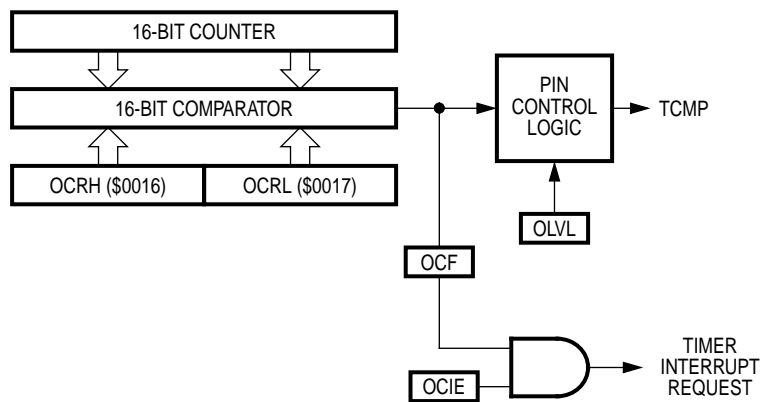 16-BIT COUNTER
16-BIT COMPARATOR
OCRH ($0016)
OCRL ($0017)
PIN
CONTROL
LOGIC
TCMP
OLVL
OCF
OCIE
TIMER
INTERRUPT
REQUEST